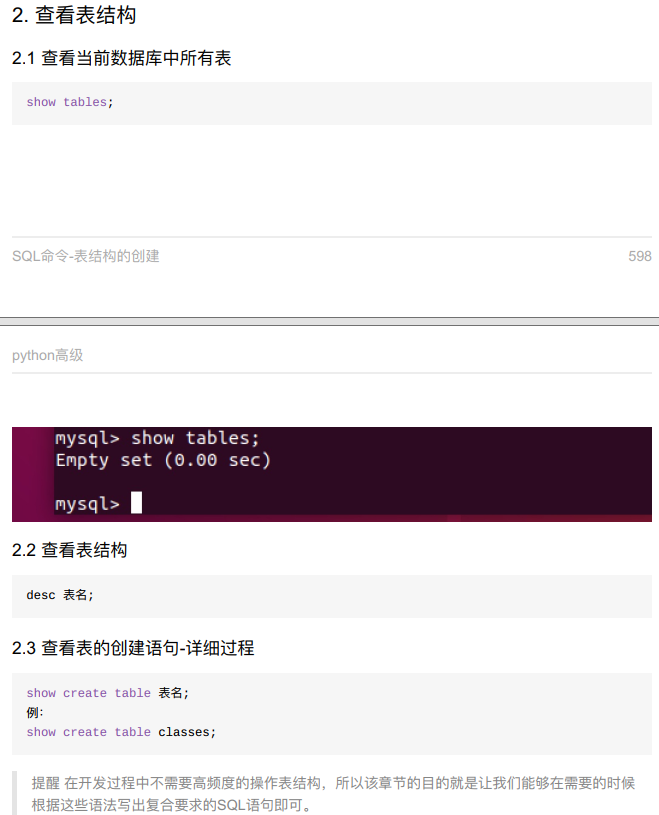 2. 查看表结构
2.1 查看当前数据库中所有表
show tables;
SQL命令-表结构的创建 598
python高级
mysql> show tables;
Empty set (0.00 sec)
mysql>
2.2 查看表结构
desc 表名;
2.3 查看表的创建语句-详细过程
show create table 表名;
例:
show create table classes;
提醒 在开发过程中不需要高频度的操作表结构，所以该章节的目的就是让我们能够在需要的时候
根据这些语法写出复合要求的SQL语句即可。